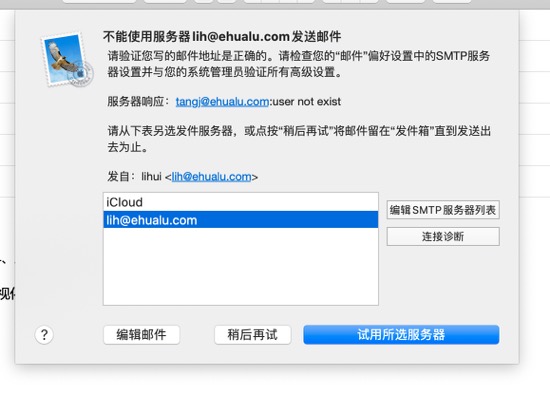 不能使用服务器lih@ehualu.com发送邮件
请验证您写的邮件地址是正确的。请检查您的“邮件”偏好设置中的SMTP服务
器设置并与您的系统管理员验证所有高级设置。
服务器响应：tangj@ehualu.com:user not exist
请从下表另选发件服务器，或点按“稍后再试”将邮件留在“发件箱”直到发送出
去为止。
发自：lihui <lih@ehualu.com>
iCloud
lih@ehualu.com
编辑SMTP服务器列表
连接诊断
?
编辑邮件
稍后再试
试用所选服务器